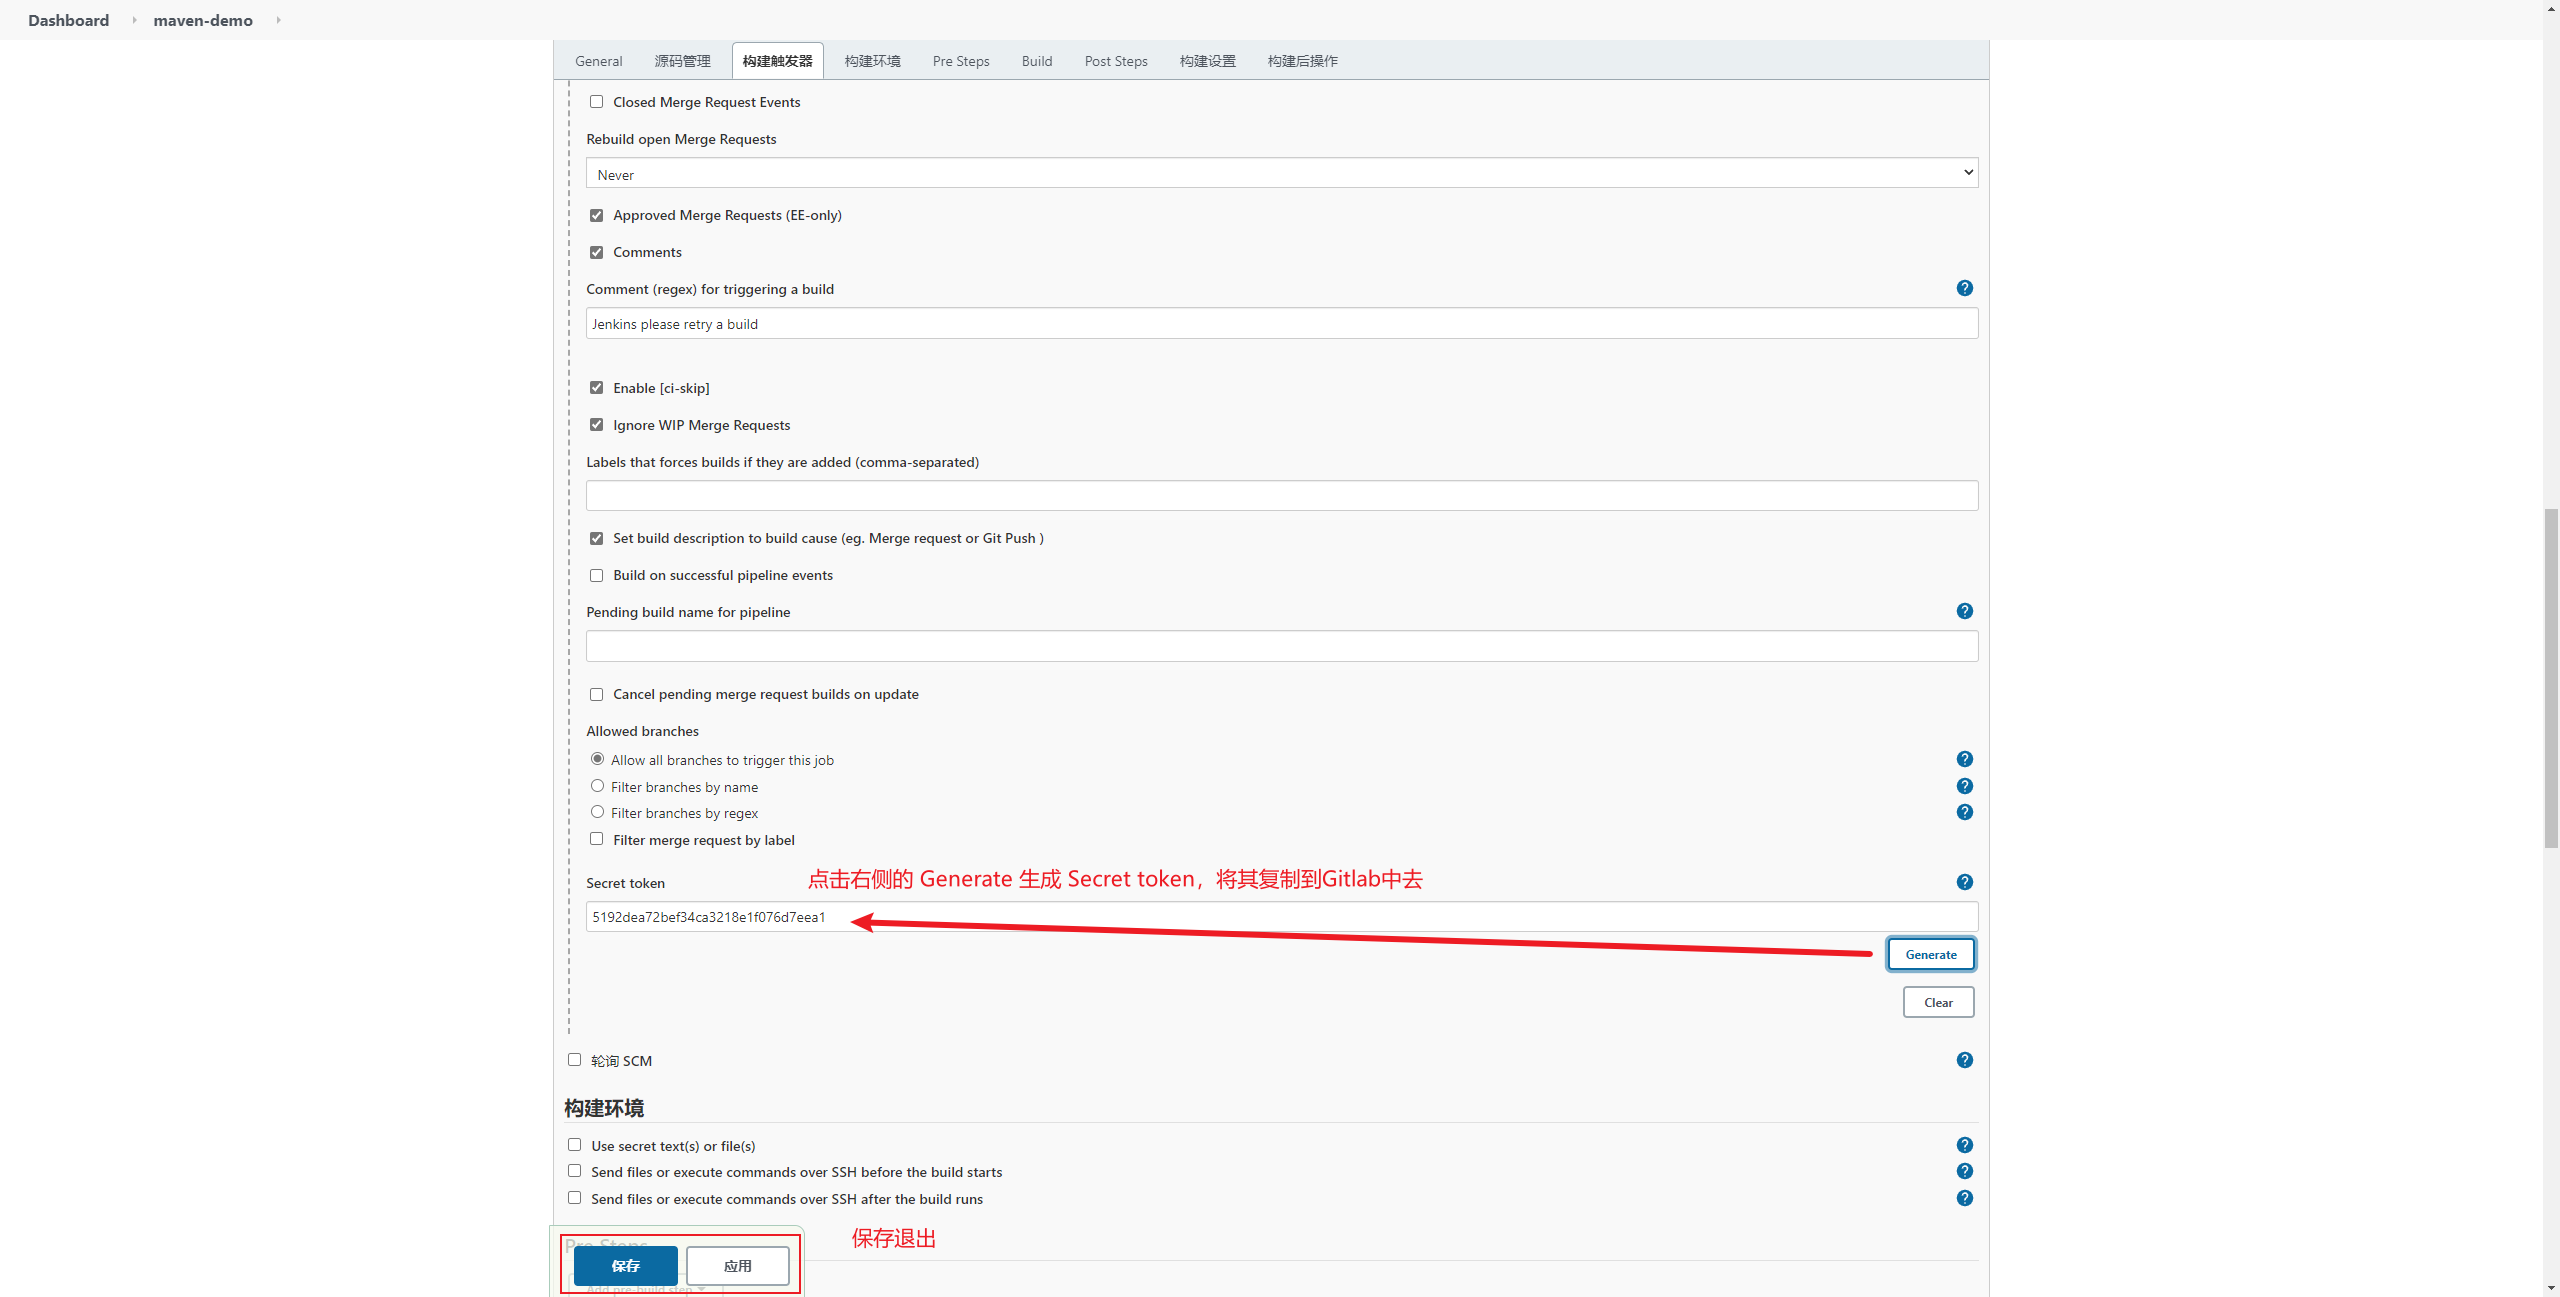 Dashboard
maven-demo
General 源码管理 构建触发器 构建环境 Pre Steps Build Post Steps 构建设置 构建后操作
Closed Merge Request Events
Rebuild open Merge Requests
Never
Approved Merge Requests (EE-only)
Comments
Comment (regex) for triggering a build
Jenkins please retry a build
Enable [ci-skip]
Ignore WIP Merge Requests
Labels that forces builds if they are added (comma-separated)
Set build description to build cause (eg. Merge request or Git Push )
Build on successful pipeline events
Pending build name for pipeline
Cancel pending merge request builds on update
Allowed branches
Allow all branches to trigger this job
Filter branches by name
Filter branches by regex
Filter merge request by label
点击右侧的 Generate 生成 Secret token，将其复制到Gitlab中去
Secret token
5192dea72bef34ca3218e1f076d7eea1
Generate
Clear
轮询 SCM
构建环境
Use secret text(s) or file(s)
Send files or execute commands over SSH before the build starts
Send files or execute commands over SSH after the build runs
保存退出
Pre Steps
保存 应用
Add pre-build step